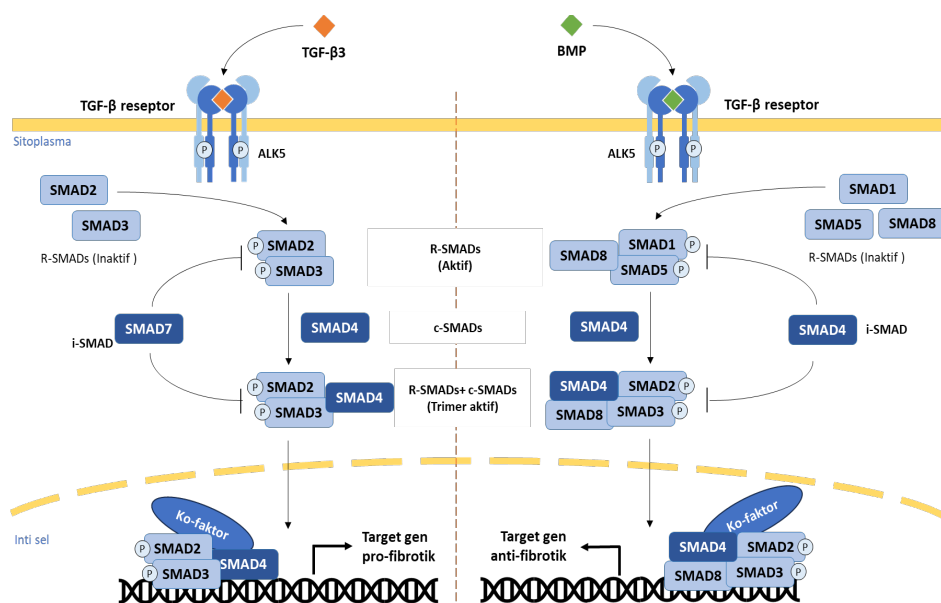 TGF-β3
BMP
TGF-β reseptor
TGF-β reseptor
Sitoplasma
P
P
ALK5
ALK5
P
P
SMAD2
SMAD3
R-SMADs (Inaktif )
SMAD1
SMAD5
SMAD8
R-SMADs (Inaktif )
P
SMAD2
P
SMAD3
R-SMADs
(Aktif)
SMAD8
SMAD1
P
SMAD5
P
i-SMAD
SMAD7
SMAD4
c-SMADs
SMAD4
SMAD4
i-SMAD
P
SMAD2
P
SMAD3
SMAD4
R-SMADs+ c-SMADs
(Trimer aktif)
SMAD4
SMAD2
P
SMAD8
SMAD3
P
Inti sel
Ko-faktor
P
SMAD2
SMAD4
P
SMAD3
Target gen
pro-fibrotik
Target gen
anti-fibrotik
Ko-faktor
SMAD4
SMAD2
P
SMAD8
SMAD3
P